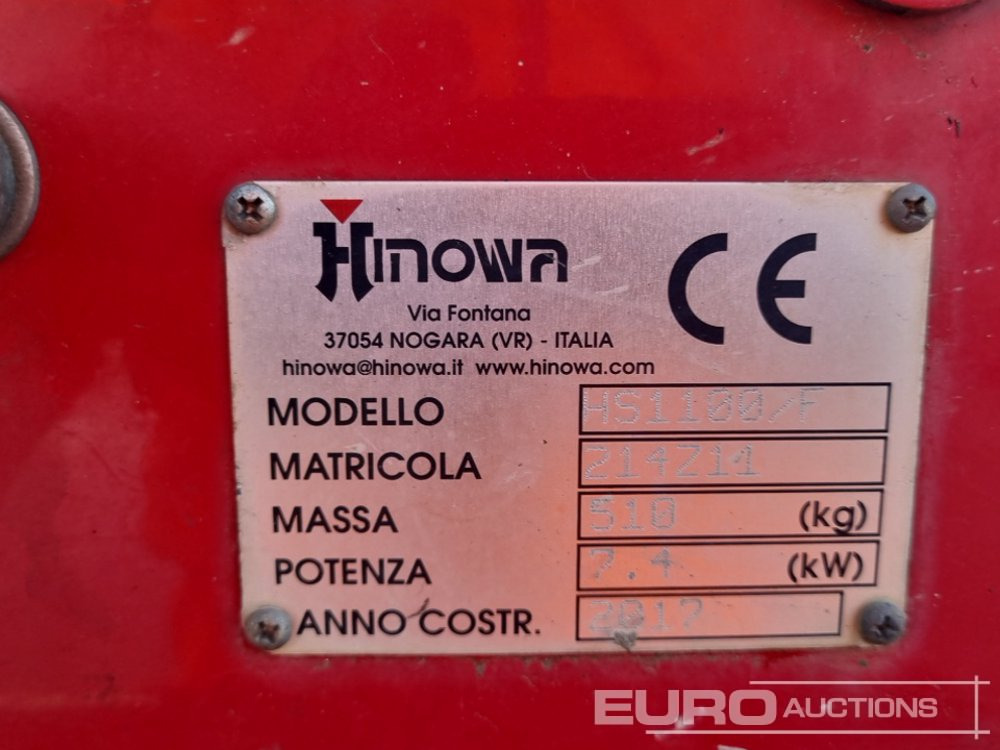 HINOWA
CE
Via Fontana
37054 NOGARA (VR) - ITALIA
hinowa@hinowa.it www.hinowa.com
MODELLO HS1100/F
MATRICOLA 214Z11
MASSA 510 (kg)
POTENZA 7.4 (kW)
ANNO COSTR. 2017
EURO AUCTIONS